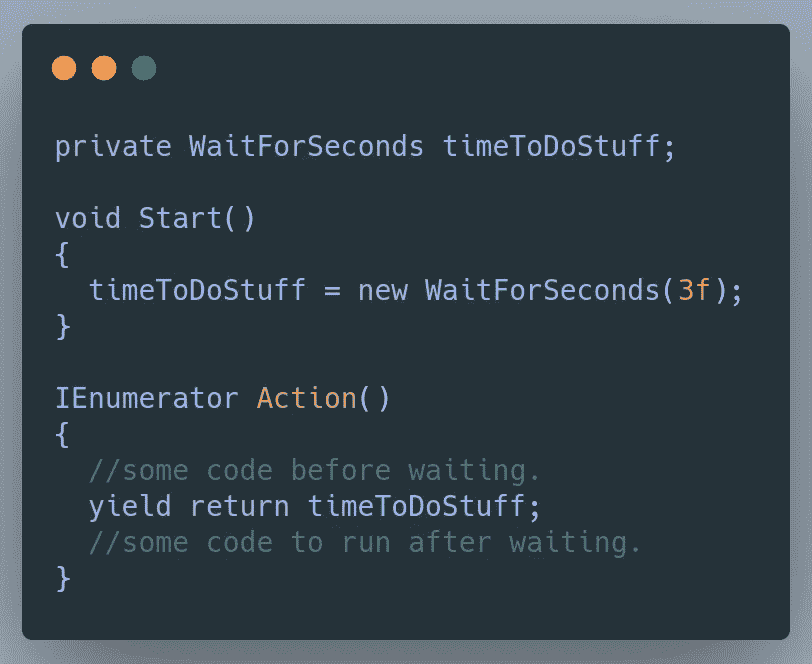 private WaitForSeconds timeToDoStuff;
void Start()
{
  timeToDoStuff = new WaitForSeconds(3f);
}
IEnumerator Action()
{
  //some code before waiting.
  yield return timeToDoStuff;
  //some code to run after waiting.
}